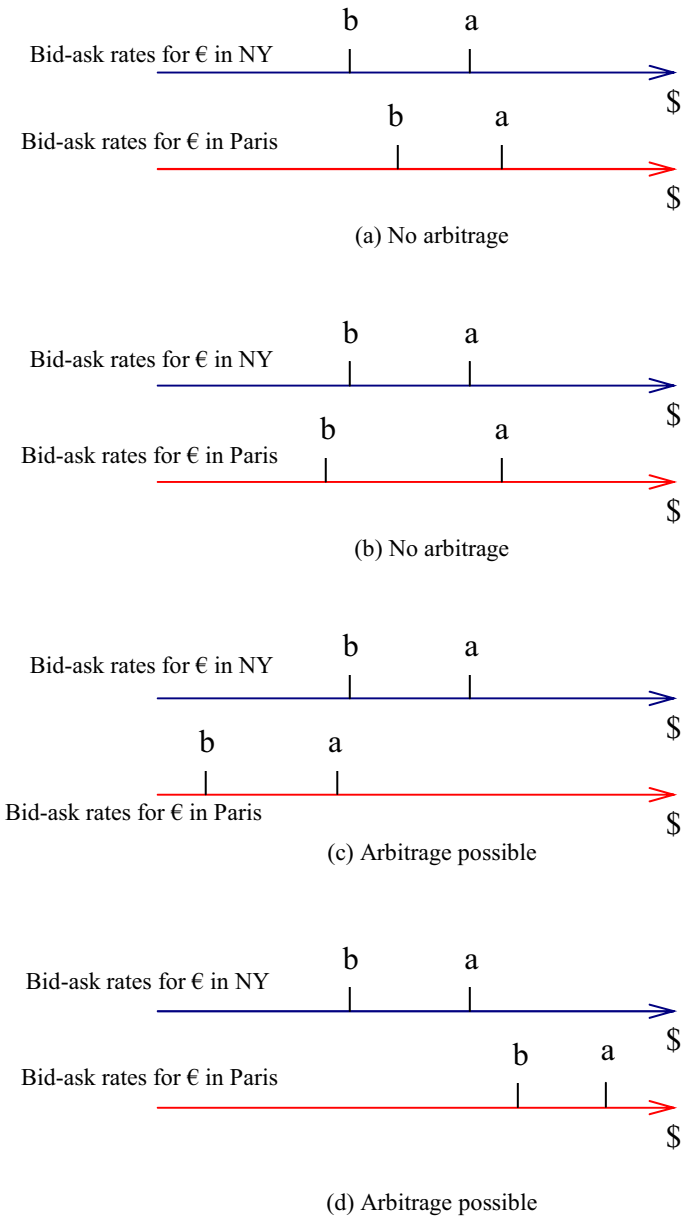 b a
Bid-ask rates for € in NY
$
b a
Bid-ask rates for € in Paris
$
(a) No arbitrage
b a
Bid-ask rates for € in NY
$
b a
Bid-ask rates for € in Paris
$
(b) No arbitrage
b a
Bid-ask rates for € in NY
$
b a
Bid-ask rates for € in Paris
$
(c) Arbitrage possible
b a
Bid-ask rates for € in NY
$
b a
Bid-ask rates for € in Paris
$
(d) Arbitrage possible